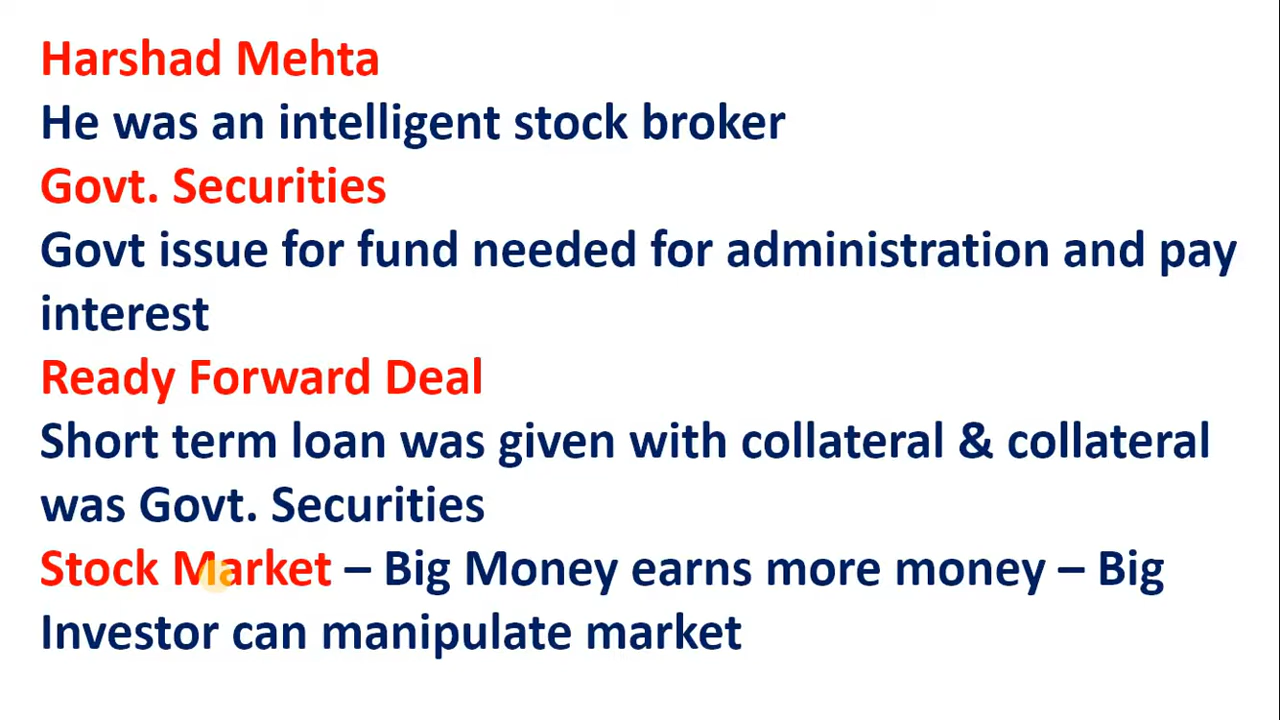 Harshad Mehta
He was an intelligent stock broker
Govt. Securities
Govt issue for fund needed for administration and pay
interest
Ready Forward Deal
Short term loan was given with collateral & collateral
was Govt. Securities
Stock Market – Big Money earns more money – Big
Investor can manipulate market